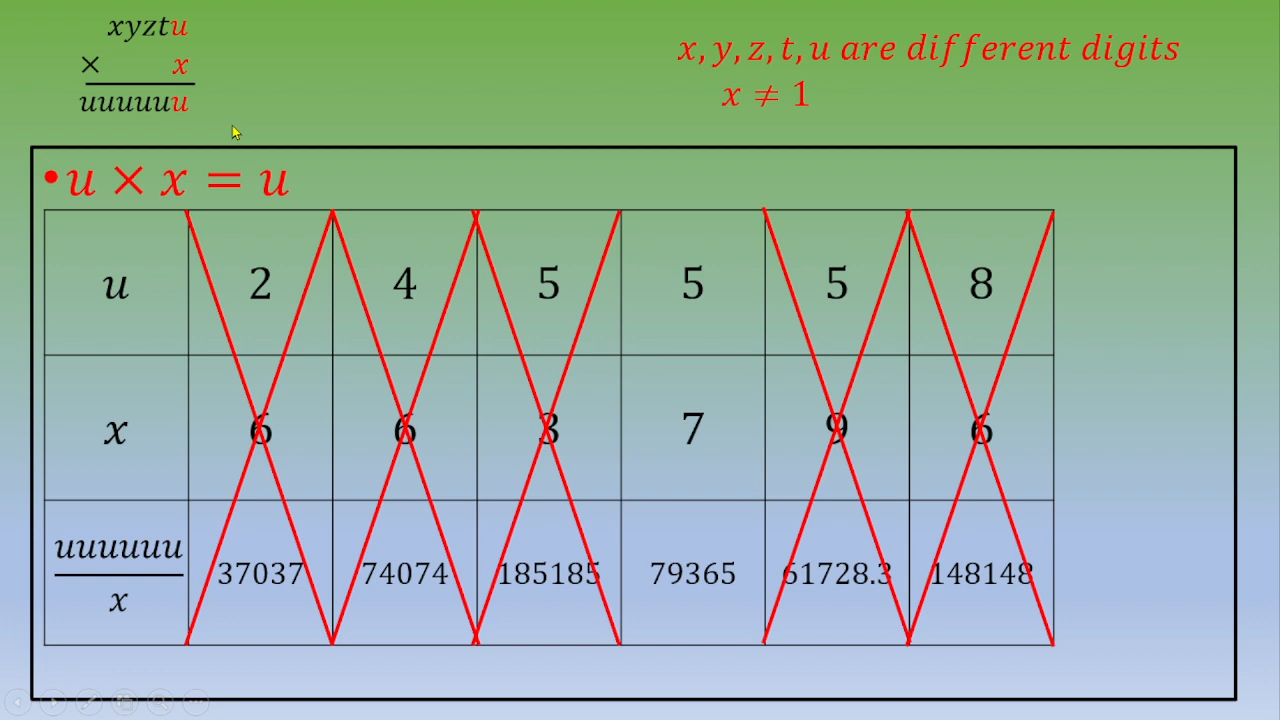 xyztu
× x
uuuuuu
x, y, z, t, u are different digits
x ≠ 1
•u × x = u
u 2 4 5 5 5 8
x 6 6 3 7 9 6
uuuuuu
x
37037 74074 185185 79365 61728.3 148148